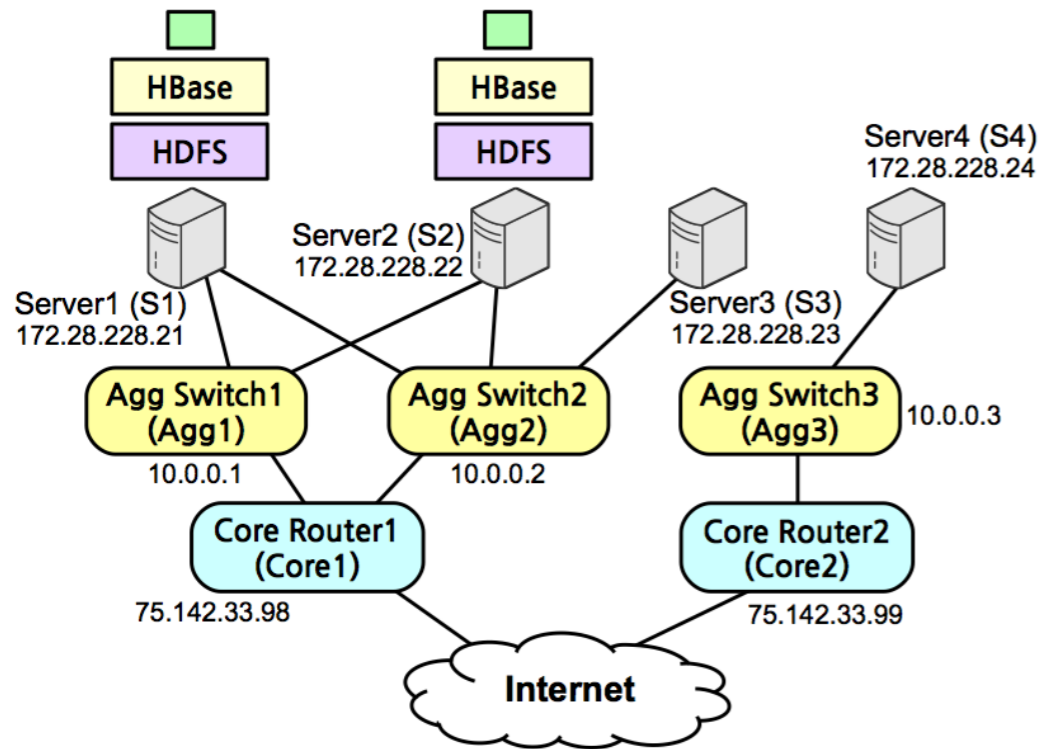 HBase
HDFS
HBase
HDFS
Server4 (S4)
172.28.228.24
Server2 (S2)
172.28.228.22
Server1 (S1)
172.28.228.21
Server3 (S3)
172.28.228.23
Agg Switch1
(Agg1)
10.0.0.1
Agg Switch2
(Agg2)
10.0.0.2
Agg Switch3
(Agg3)
10.0.0.3
Core Router1
(Core1)
75.142.33.98
Core Router2
(Core2)
75.142.33.99
Internet